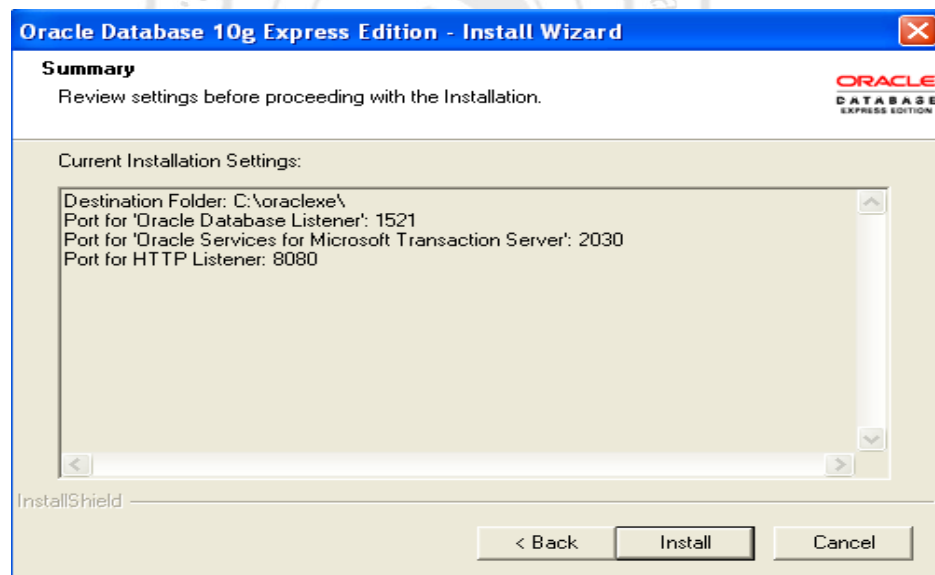 Oracle Database 10g Express Edition - Install Wizard
Summary
Review settings before proceeding with the Installation.
ORACLE
DATABASE
EXPRESS EDITION
Current Installation Settings:
Destination Folder: C:\oraclexe\
Port for 'Oracle Database Listener': 1521
Port for 'Oracle Services for Microsoft Transaction Server': 2030
Port for HTTP Listener: 8080
InstallShield
< Back
Install
Cancel